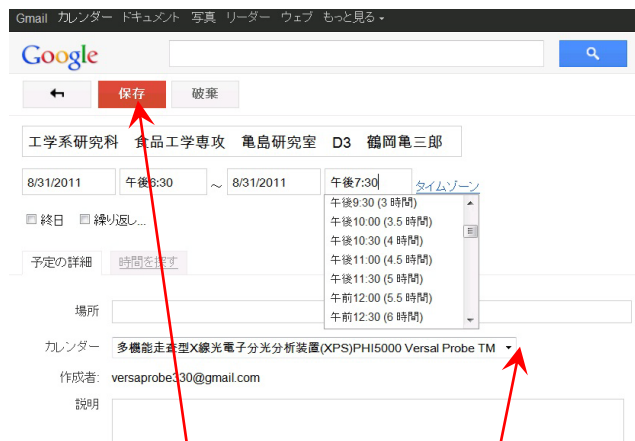 Gmail カレンダー ドキュメント 写真 リーダー ウェブ もっと見る
Google
保存 破棄
工学系研究科 食品工学専攻 亀島研究室 D3 鶴岡亀三郎
8/31/2011 午後6:30 ～ 8/31/2011 午後7:30 タイムゾーン
午後9:30 (3 時間)
終日 繰り返し... 午後10:00 (3.5 時間)
午後10:30 (4 時間)
午後11:00 (4.5 時間)
予定の詳細 時間を探す 午後11:30 (5 時間)
午前12:00 (5.5 時間)
午前12:30 (6 時間)
場所
カレンダー 多機能走査型X線光電子分光分析装置(XPS)PHI5000 Versal Probe TM
作成者: versaprobe330@gmail.com
説明